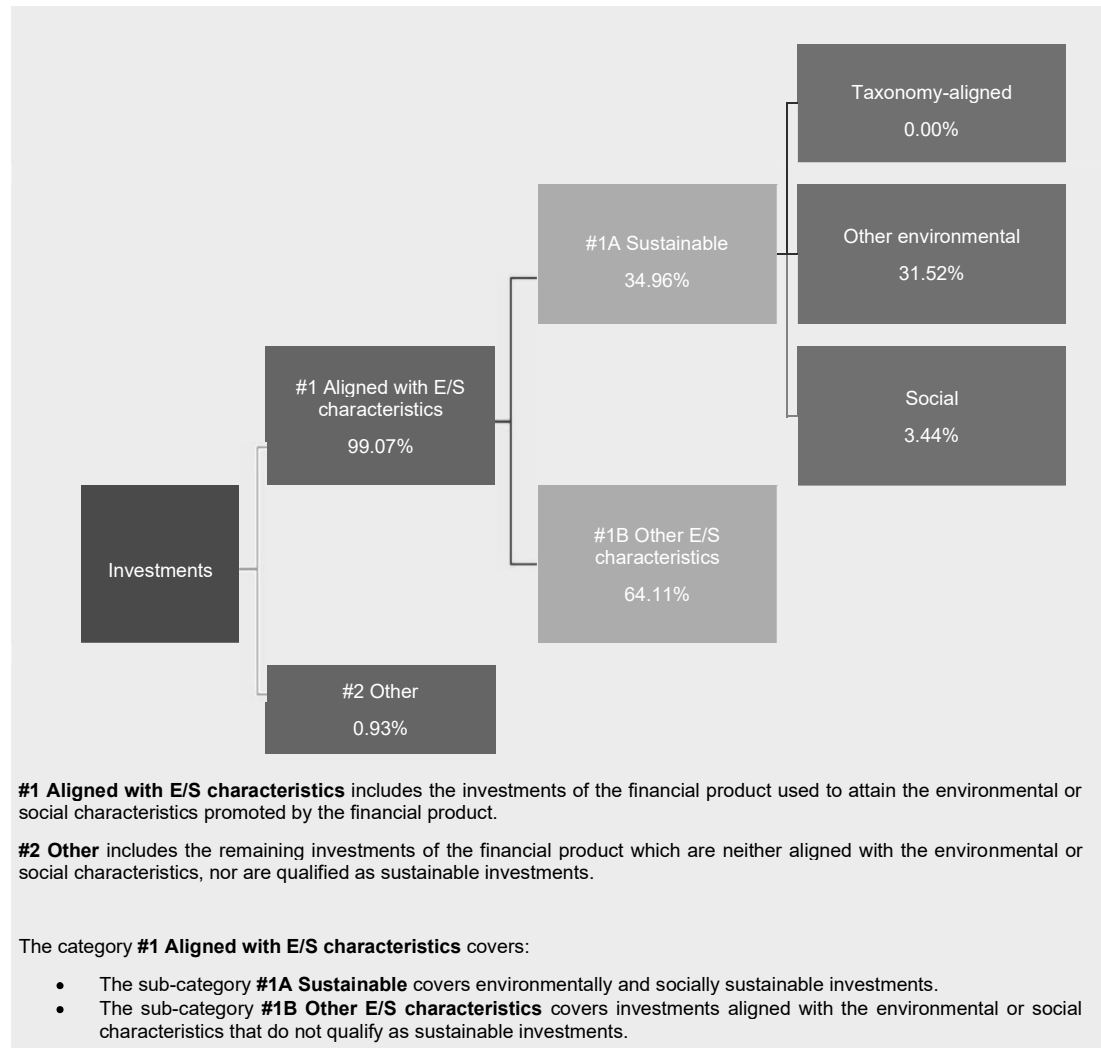 Taxonomy-aligned
0.00%
#1A Sustainable
34.96%
Other environmental
31.52%
#1 Aligned with E/S
characteristics
99.07%
Social
3.44%
Investments
#1B Other E/S
characteristics
64.11%
#2 Other
0.93%
#1 Aligned with E/S characteristics includes the investments of the financial product used to attain the environmental or
social characteristics promoted by the financial product.
#2 Other includes the remaining investments of the financial product which are neither aligned with the environmental or
social characteristics, nor are qualified as sustainable investments.
The category #1 Aligned with E/S characteristics covers:
• The sub-category #1A Sustainable covers environmentally and socially sustainable investments.
• The sub-category #1B Other E/S characteristics covers investments aligned with the environmental or social
characteristics that do not qualify as sustainable investments.